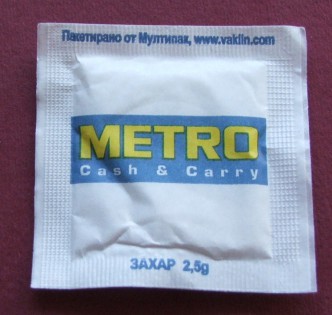 Пакетирано от Мултипак, www.vaklin.com
METRO
Cash & Carry
ЗАХАР 2,5g